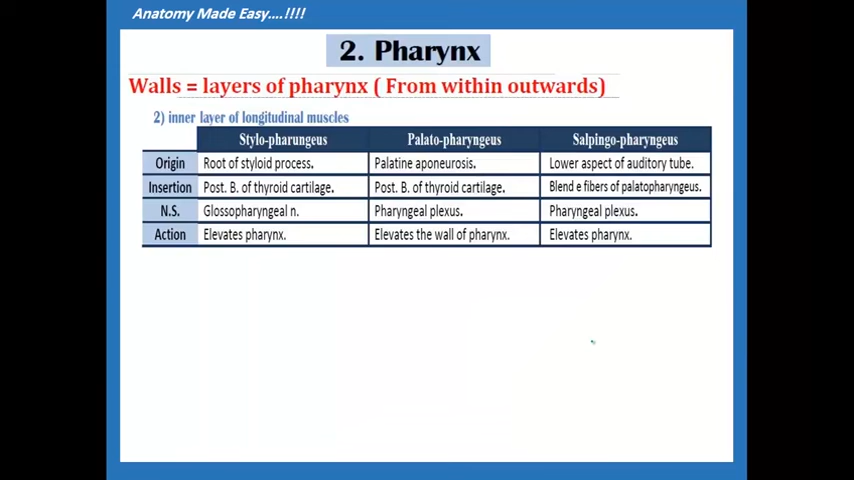 Anatomy Made Easy....!!!!
2. Pharynx
Walls = layers of pharynx ( From within outwards)
2) inner layer of longitudinal muscles
Stylo-pharungeus Palato-pharyngeus Salpingo-pharyngeus
Origin Root of styloid process. Palatine aponeurosis. Lower aspect of auditory tube.
Insertion Post. B. of thyroid cartilage. Post. B. of thyroid cartilage. Blend e fibers of palatopharyngeus.
N.S. Glossopharyngeal n. Pharyngeal plexus. Pharyngeal plexus.
Action Elevates pharynx. Elevates the wall of pharynx. Elevates pharynx.